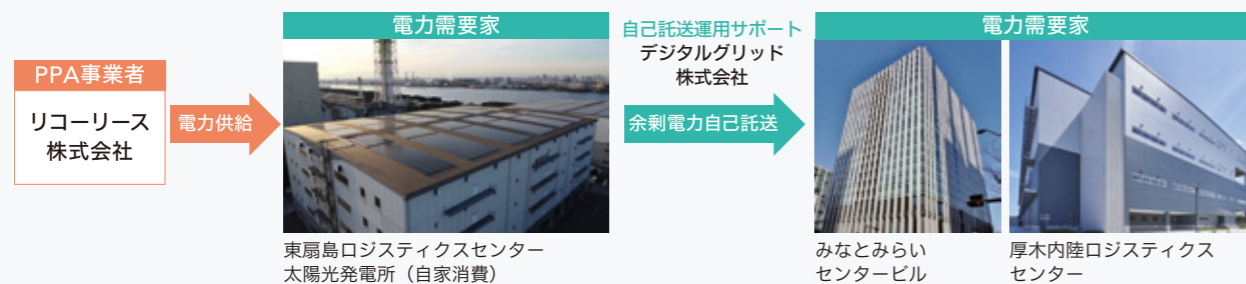 PPA事業者
リコーリース
株式会社
電力供給
電力需要家
東扇島ロジスティクスセンター
太陽光発電所（自家消費）
自己託送運用サポート
デジタルグリッド
株式会社
余剰電力自己託送
電力需要家
みなとみらい
センタービル
厚木内陸ロジスティクス
センター